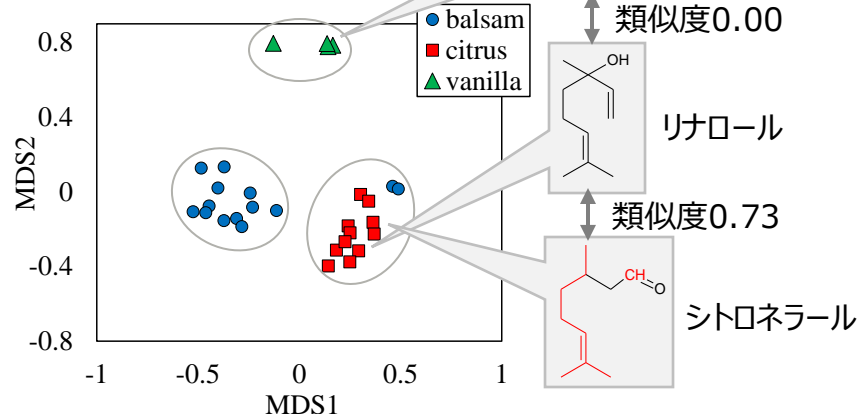 balsam
citrus
vanilla
類似度0.00
OH
リナロール
類似度0.73
CH
O
シトロネラール
0.8
0.4
0
-0.4
-0.8
MDS2
-1
-0.5
0
0.5
1
MDS1